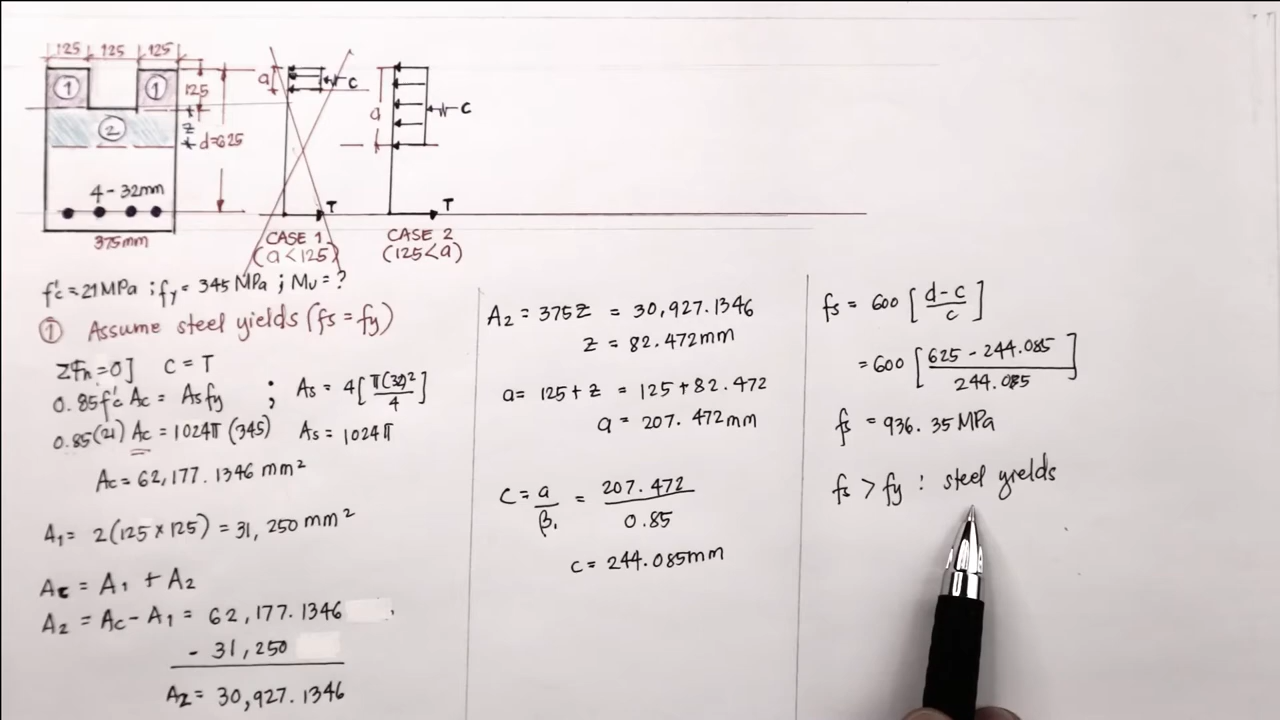 125 125 125
① ① 125
② z d=625
4 - 32mm
375mm
a C
T
CASE 1
(a<125)
a C
T
CASE 2
(125<a)
f'c = 21 MPa ; fy = 345 MPa ; Mu = ?
① Assume steel yields (fs = fy)
ΣFh = 0] C = T
0.85f'c Ac = Asfy ; As = 4[π(32)²/4]
0.85(21) Ac = 1024π (345) As = 1024π
Ac = 62,177.1346 mm²
A1 = 2(125 × 125) = 31,250 mm²
Ac = A1 + A2
A2 = Ac - A1 = 62,177.1346
- 31,250
A2 = 30,927.1346
A2 = 375z = 30,927.1346
z = 82.472mm
a = 125 + z = 125 + 82.472
a = 207.472mm
C = a/β1 = 207.472/0.85
c = 244.085mm
fs = 600 [d-c/c]
= 600 [625 - 244.085/244.085]
fs = 936.35 MPa
fs > fy : steel yields